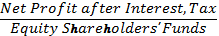 Net Profit after Interest,Tax
Equity Shareholders'Funds